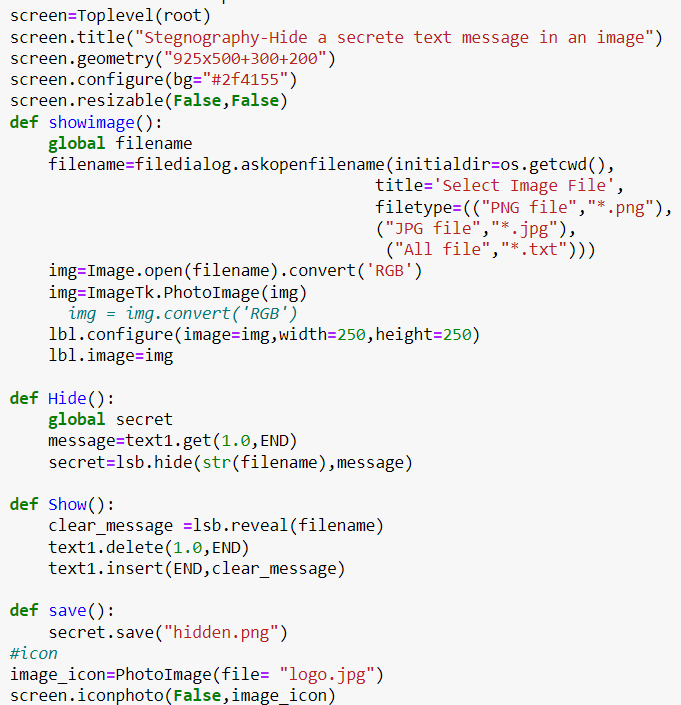 screen=Toplevel(root)
screen.title("Stegnography-Hide a secrete text message in an image")
screen.geometry("925x500+300+200")
screen.configure(bg="#2f4155")
screen.resizable(False,False)
def showimage():
    global filename
    filename=filedialog.askopenfilename(initialdir=os.getcwd(),
                                      title='Select Image File',
                                      filetype=(("PNG file","*.png"),
                                      ("JPG file","*.jpg"),
                                       ("All file","*.txt")))
    img=Image.open(filename).convert('RGB')
    img=ImageTk.PhotoImage(img)
      img = img.convert('RGB')
    lbl.configure(image=img,width=250,height=250)
    lbl.image=img

def Hide():
    global secret
    message=text1.get(1.0,END)
    secret=lsb.hide(str(filename),message)

def Show():
    clear_message =lsb.reveal(filename)
    text1.delete(1.0,END)
    text1.insert(END,clear_message)

def save():
    secret.save("hidden.png")
#icon
image_icon=PhotoImage(file= "logo.jpg")
screen.iconphoto(False,image_icon)